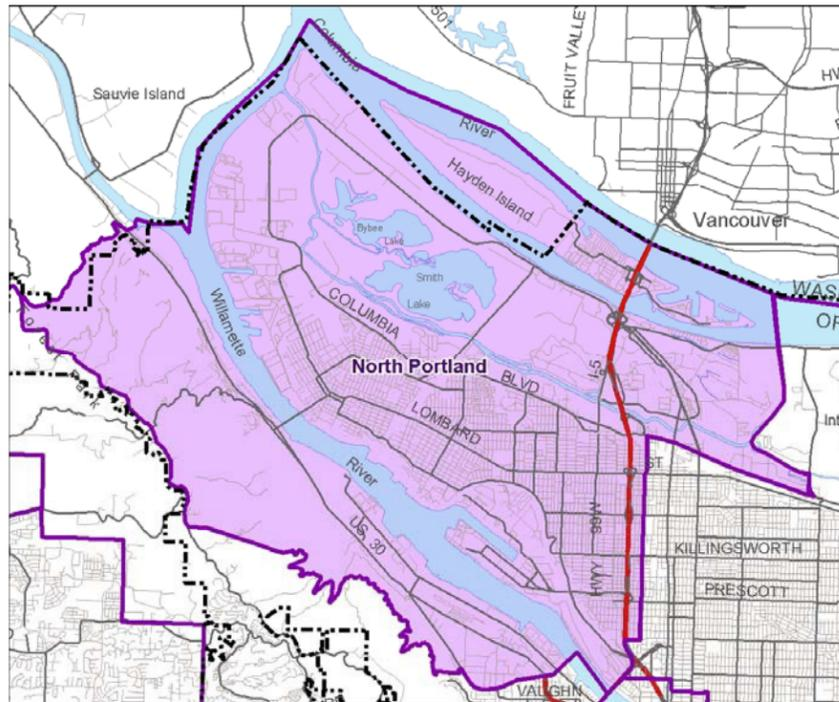 Columbia
501
FRUIT VALLEY
Sauvie Island
River
Hayden Island
Vancouver
Bybee
Lake
Smith
Lake
WAS
OR
Willamette
COLUMBIA
BLVD
I-5
North Portland
LOMBARD
ST
Int
River
US 30
KILLINGSWORTH
PRESCOTT
HWY
VAUGHN